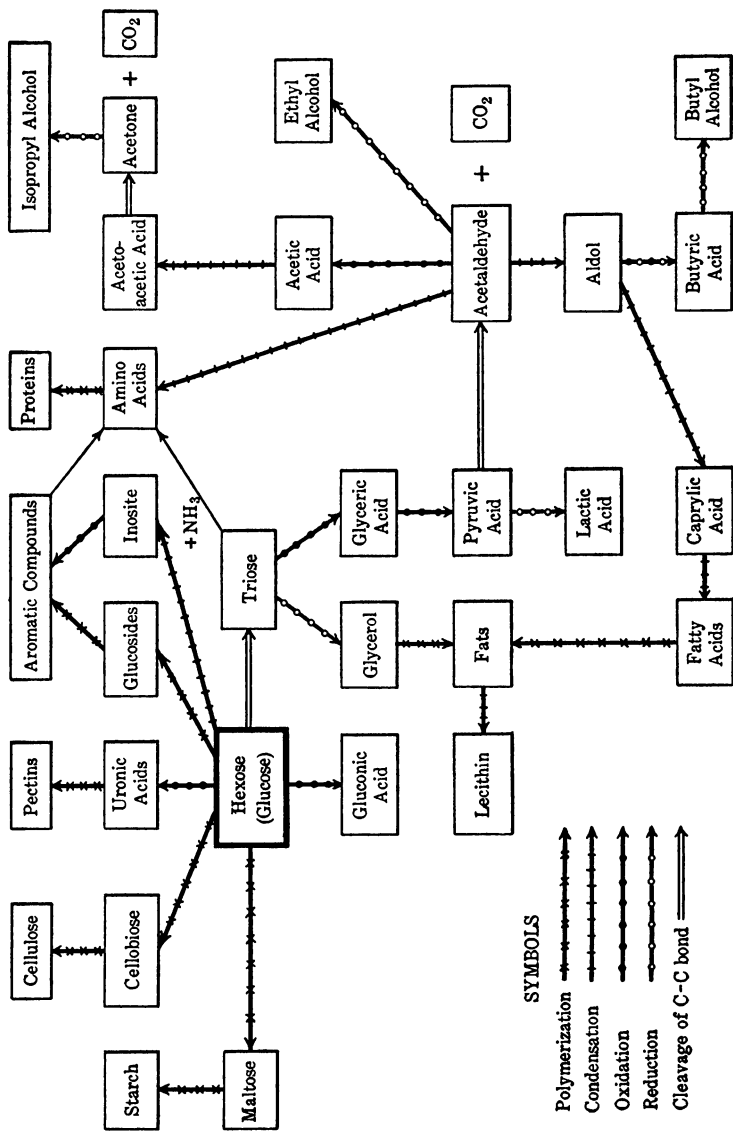 Isopropyl Alcohol
CO2
Acetone
+
Aceto-
acetic Acid
Ethyl
Alcohol
Acetic
Acid
CO2
+
Acetaldehyde
Butyl
Alcohol
Butyric
Acid
Aldol
Proteins
Amino
Acids
Aromatic Compounds
Inosite
Glucosides
+ NH3
Triose
Glyceric
Acid
Glycerol
Pyruvic
Acid
Lactic
Acid
Caprylic
Acid
Fatty
Acids
Fats
Lecithin
Pectins
Uronic
Acids
Hexose
(Glucose)
Gluconic
Acid
Cellulose
Cellobiose
Starch
Maltose
SYMBOLS
Polymerization
Condensation
Oxidation
Reduction
Cleavage of C-C bond